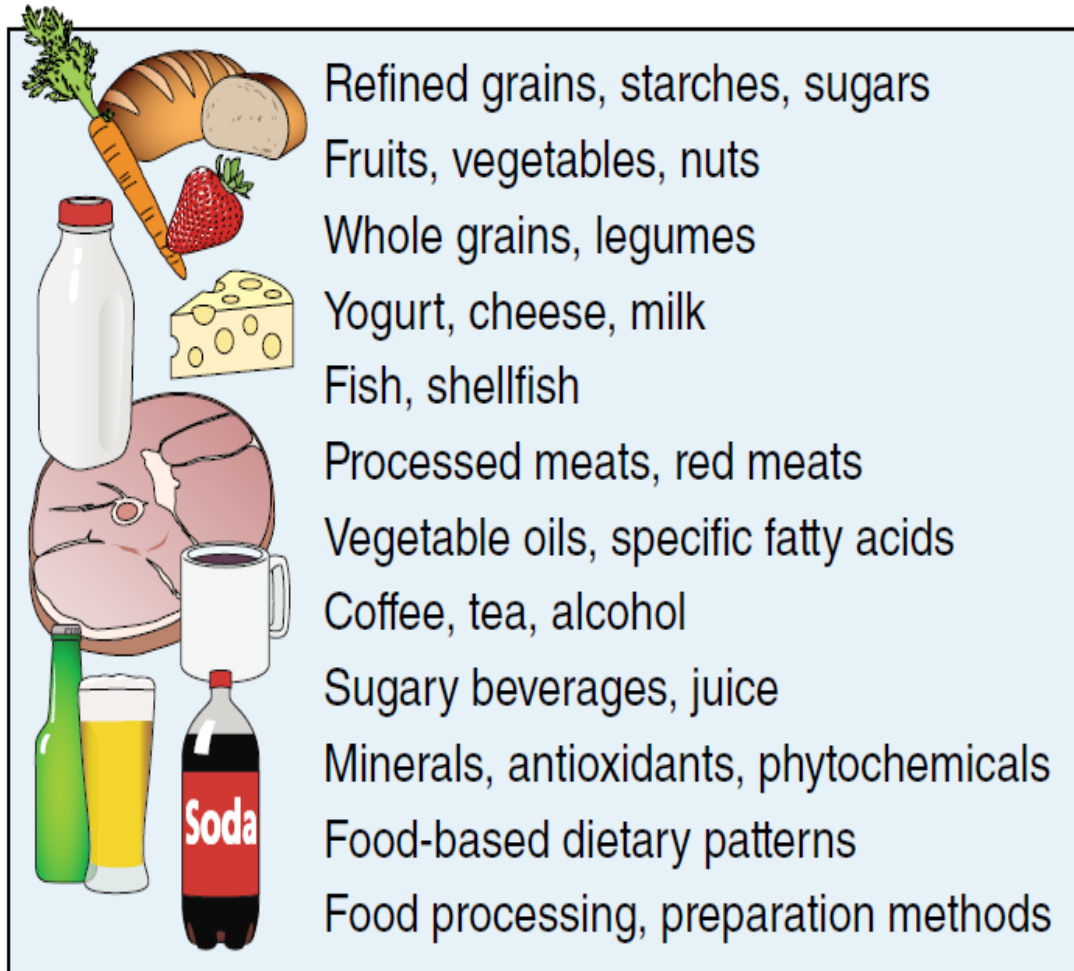 Refined grains, starches, sugars
Fruits, vegetables, nuts
Whole grains, legumes
Yogurt, cheese, milk
Fish, shellfish
Processed meats, red meats
Vegetable oils, specific fatty acids
Coffee, tea, alcohol
Sugary beverages, juice
Minerals, antioxidants, phytochemicals
Soda
Food-based dietary patterns
Food processing, preparation methods